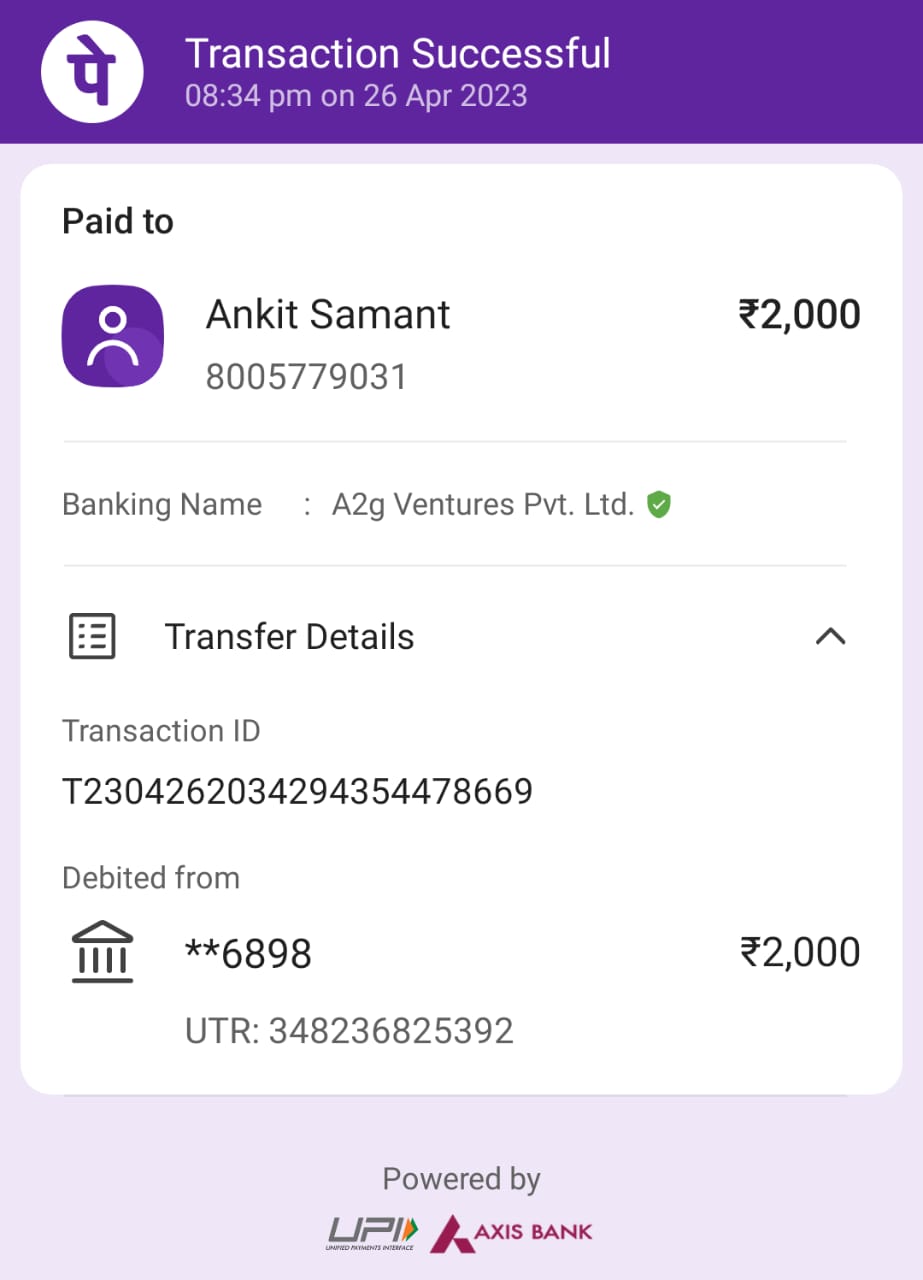 पे
Transaction Successful
08:34 pm on 26 Apr 2023
Paid to
Ankit Samant ₹2,000
8005779031
Banking Name : A2g Ventures Pvt. Ltd.
Transfer Details
Transaction ID
T2304262034294354478669
Debited from
**6898 ₹2,000
UTR: 348236825392
Powered by
UPI AXIS BANK
UNIFIED PAYMENTS INTERFACE